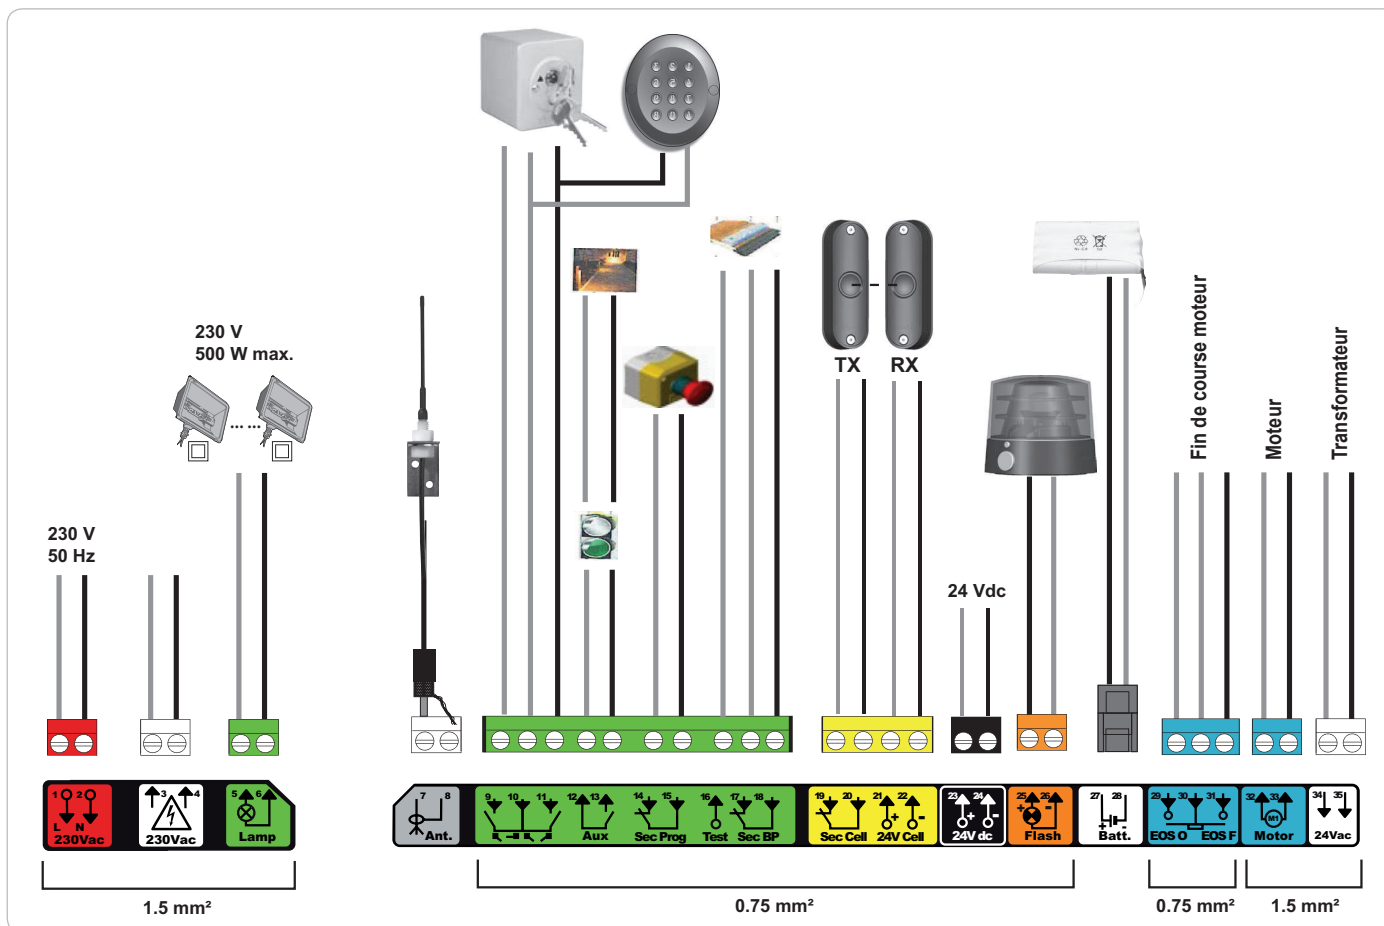 230 V
500 W max.
230 V
50 Hz
TX
RX
24 Vdc
Fin de course moteur
Moteur
Transformateur
1 2
L N
230Vac
3 4
230Vac
5 6
Lamp
7 8
Ant.
9 10 11
12 13
Aux
14 15
Sec Prog
16
Test
17 18
Sec BP
19 20
Sec Cell
21 22
+ -
24V Cell
23 24
+ -
24V dc
25 26
+ -
Flash
27 28
+ -
Batt.
29 30 31
EOS O EOS F
32 33
M1
Motor
34 35
24Vac
1.5 mm²
0.75 mm²
0.75 mm²
1.5 mm²